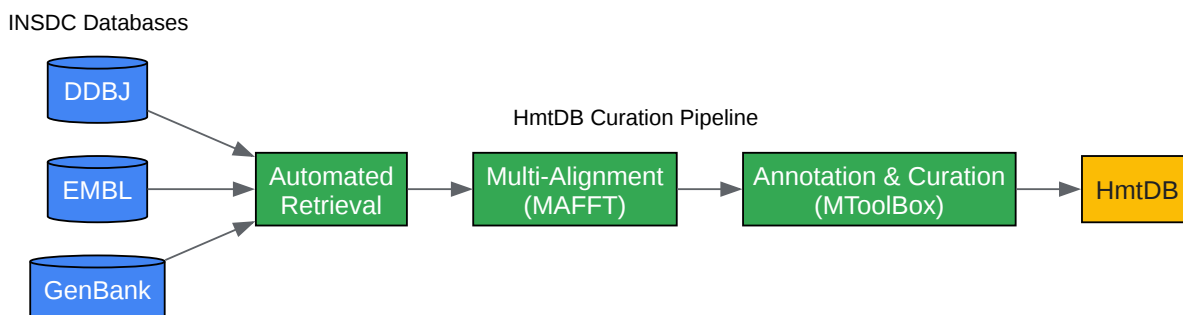 INSDC Databases
DDBJ
HmtDB Curation Pipeline
EMBL
Automated
Retrieval
Multi-Alignment
(MAFFT)
Annotation & Curation
(MToolBox)
HmtDB
GenBank